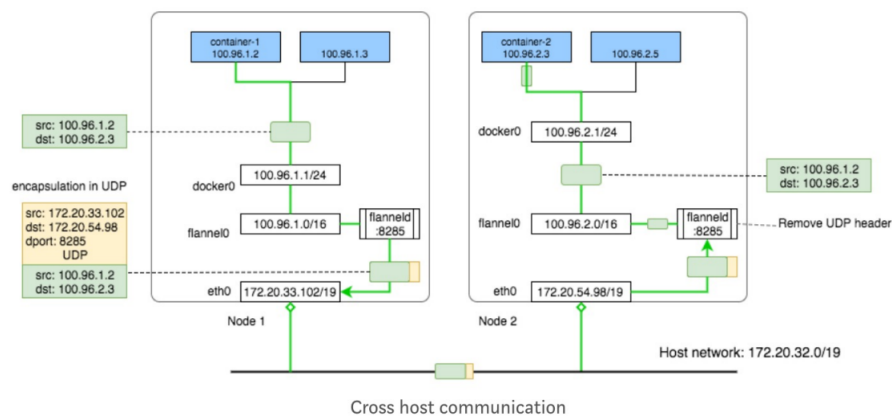 container-1
100.96.1.2
100.96.1.3
container-2
100.96.2.3
100.96.2.5
src: 100.96.1.2
dst: 100.96.2.3
docker0
100.96.2.1/24
100.96.1.1/24
docker0
src: 100.96.1.2
dst: 100.96.2.3
encapsulation in UDP
src: 172.20.33.102
dst: 172.20.54.98
dport: 8285
UDP
src: 100.96.1.2
dst: 100.96.2.3
flannel0
100.96.1.0/16
flanneld
:8285
flannel0
100.96.2.0/16
flanneld
:8285
Remove UDP header
eth0
172.20.33.102/19
eth0
172.20.54.98/19
Node 1
Node 2
Host network: 172.20.32.0/19
Cross host communication